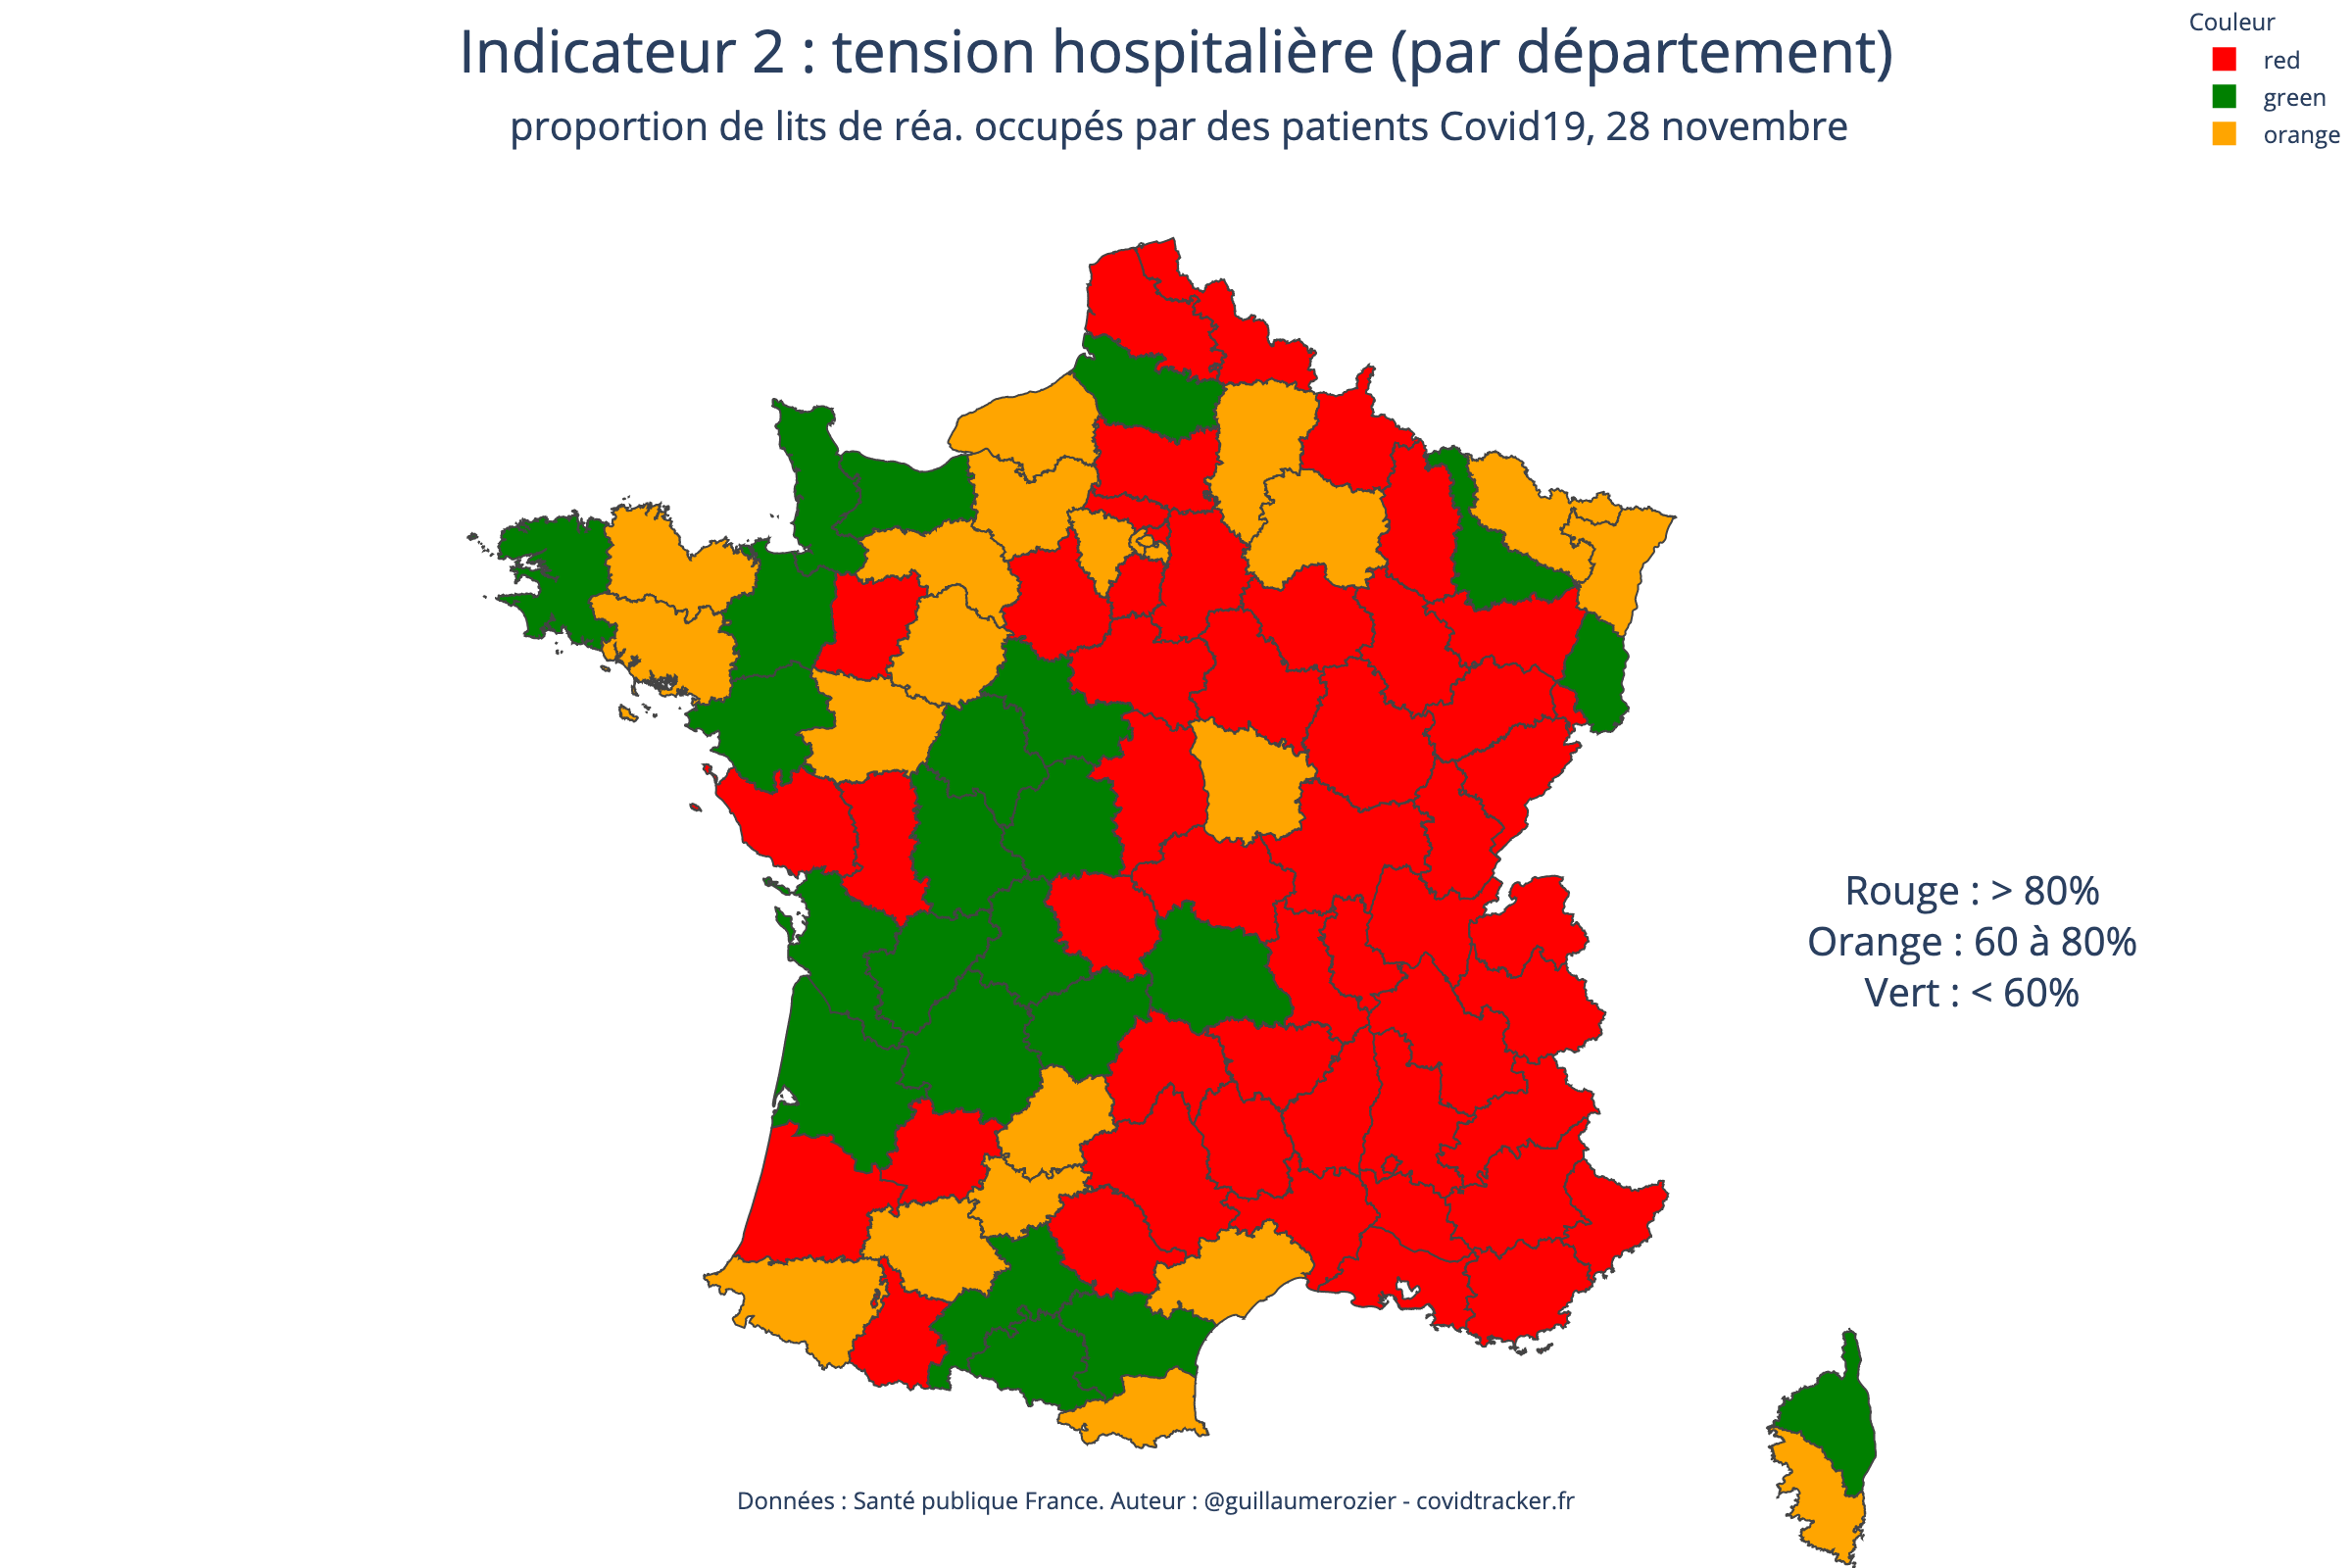 Indicateur 2 : tension hospitalière (par département)
proportion de lits de réa. occupés par des patients Covid19, 28 novembre
Couleur
red
green
orange
Rouge : > 80%
Orange : 60 à 80%
Vert : < 60%
Données : Santé publique France. Auteur : @guillaumerozier - covidtracker.fr